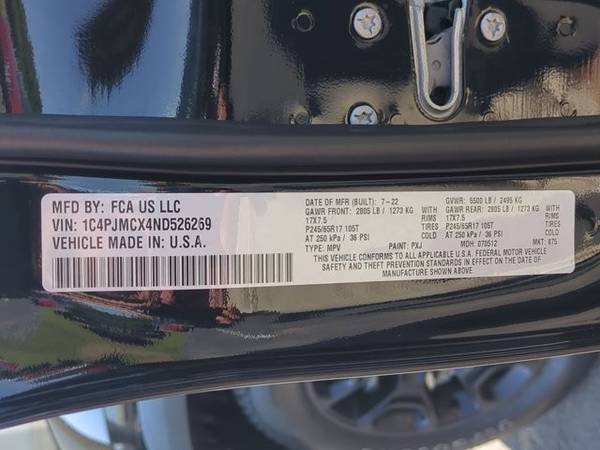 MFD BY: FCA US LLC
VIN: 1C4PJMCX4ND526269
VEHICLE MADE IN: U.S.A.
DATE OF MFR (BUILT): 7-22 GVWR: 5500 LB / 2495 KG
GAWR FRONT: 2805 LB / 1273 KG WITH GAWR REAR: 2805 LB / 1273 KG WITH
17X7.5 RIMS 17X7.5 RIMS
P245/65R17 105T TIRES P245/65R17 105T TIRES
AT 250 kPa / 36 PSI AT 250 kPa / 36 PSI
TYPE: MPV PAINT: PXJ MDH: 070512 MKT: 875
THIS VEHICLE CONFORMS TO ALL APPLICABLE U.S.A. FEDERAL MOTOR VEHICLE
SAFETY AND THEFT PREVENTION STANDARDS IN EFFECT ON THE DATE OF
MANUFACTURE SHOWN ABOVE.